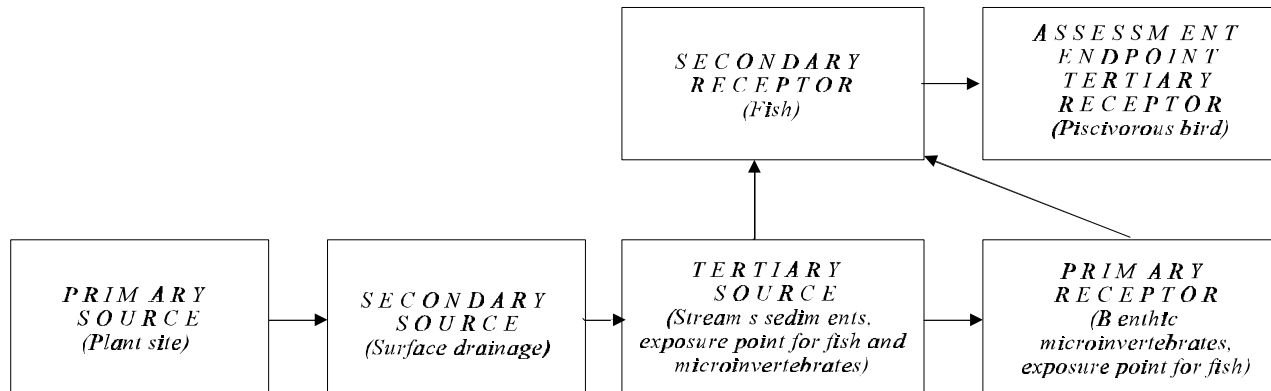 SECONDARY
RECEPTOR
(Fish)
ASSESSMENT
ENDPOINT
TERTIARY
RECEPTOR
(Piscivorous bird)
PRIMARY
SOURCE
(Plant site)
SECONDARY
SOURCE
(Surface drainage)
TERTIARY
SOURCE
(Streams sediments,
exposure point for fish and
microinvertebrates)
PRIMARY
RECEPTOR
(Benthic
microinvertebrates,
exposure point for fish)